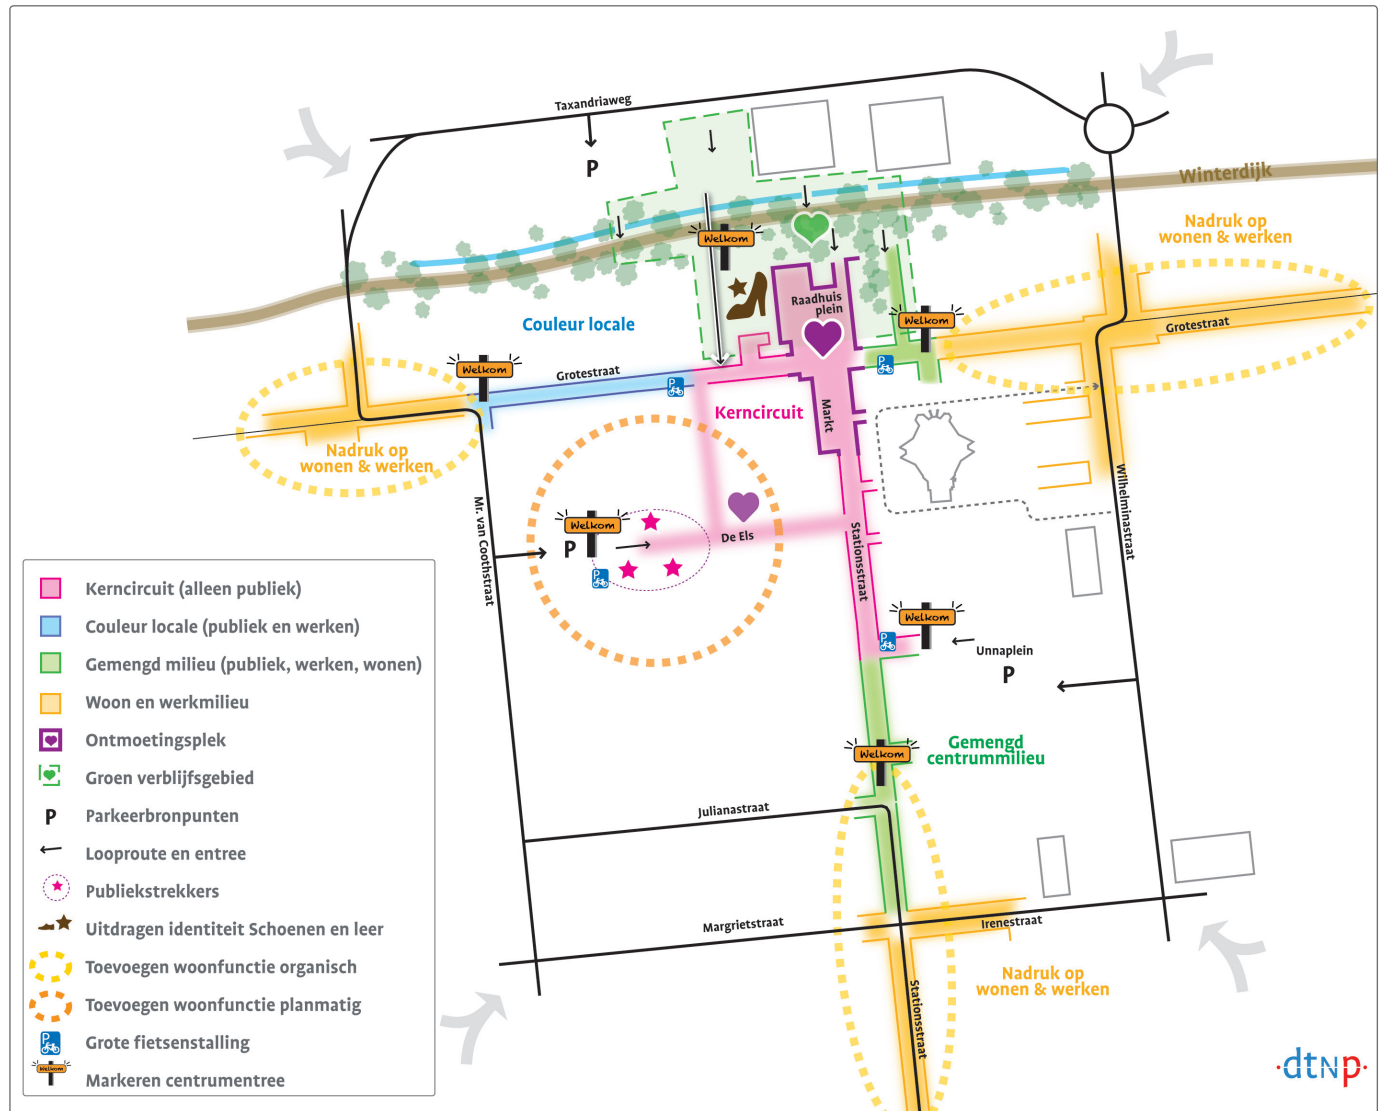 Taxandriaweg
P
Winterdijk
Nadruk op
wonen & werken
Welkom
Raadhuis
plein
Welkom
Couleur locale
Grotestraat
Welkom
Grotestraat
Kerncircuit
Markt
Nadruk op
wonen & werken
Mr. van Coothstraat
Wilhelminastraat
Welkom
P
De Els
Stationsstraat
P
P
P
P
Welkom
Unnaplein
P
Gemengd
centrummilieu
Welkom
Julianastraat
Margrietstraat
Irenestraat
Nadruk op
wonen & werken
Stationsstraat
Kerncircuit (alleen publiek)
Couleur locale (publiek en werken)
Gemengd milieu (publiek, werken, wonen)
Woon en werkmilieu
Ontmoetingsplek
Groen verblijfsgebied
P Parkeerbronpunten
Looproute en entree
Publiekstrekkers
Uitdragen identiteit Schoenen en leer
Toevoegen woonfunctie organisch
Toevoegen woonfunctie planmatig
P Grote fietsenstalling
Welkom Markeren centrumentree
·dtNp·